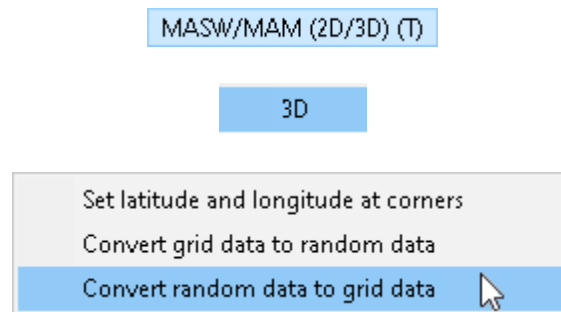 MASW/MAM (2D/3D) (T)
3D
Set latitude and longitude at corners
Convert grid data to random data
Convert random data to grid data